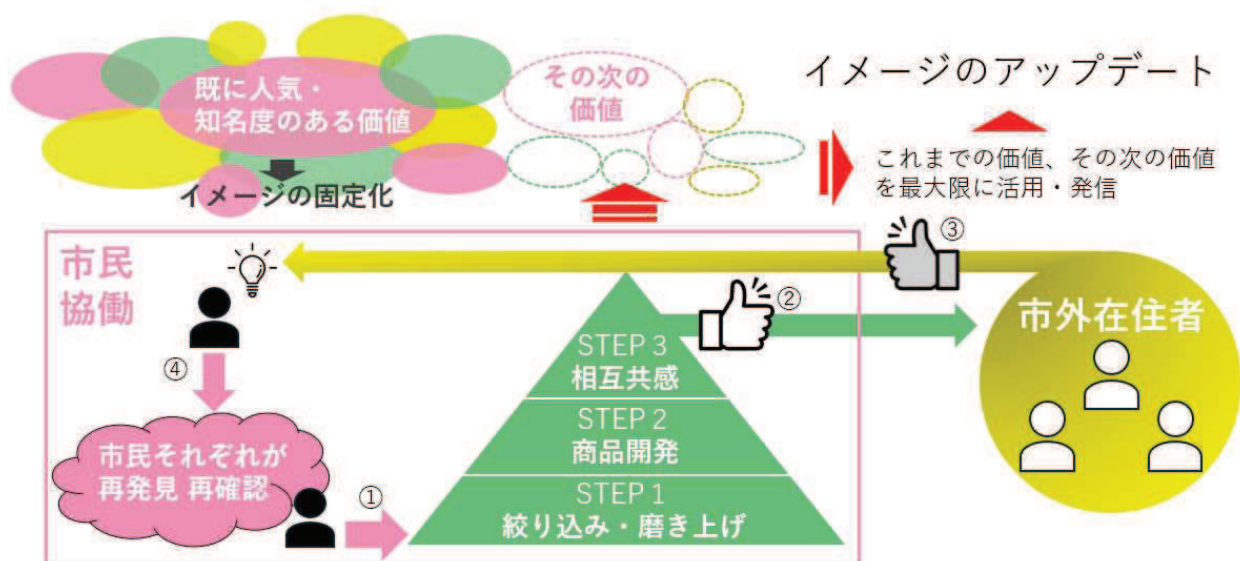 既に人気・
知名度のある価値
イメージの固定化
その次の
価値
イメージのアップデート
これまでの価値、その次の価値
を最大限に活用・発信
市民
協働
③
②
市外在住者
STEP 3
相互共感
④
STEP 2
商品開発
市民それぞれが
再発見 再確認
①
STEP 1
絞り込み・磨き上げ